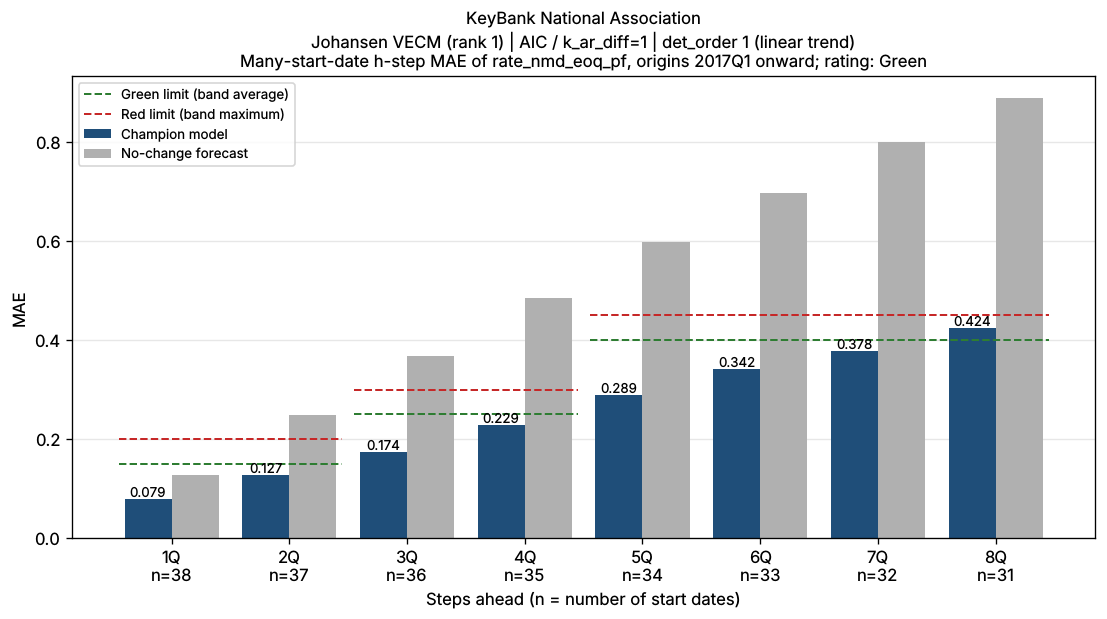 KeyBank National Association
Johansen VECM (rank 1) | AIC / k_ar_diff=1 | det_order 1 (linear trend)
Many-start-date h-step MAE of rate_nmd_eoq_pf, origins 2017Q1 onward; rating: Green
Green limit (band average)
Red limit (band maximum)
Champion model
No-change forecast
MAE
0.8
0.6
0.4
0.2
0.0
0.079
0.127
0.174
0.229
0.289
0.342
0.378
0.424
1Q 2Q 3Q 4Q 5Q 6Q 7Q 8Q
n=38 n=37 n=36 n=35 n=34 n=33 n=32 n=31
Steps ahead (n = number of start dates)